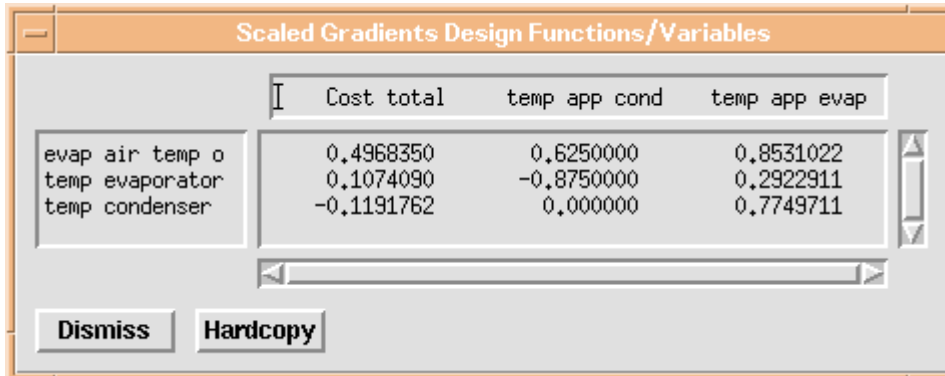 Scaled Gradients Design Functions/Variables
Cost total temp app cond temp app evap
evap air temp o 0.4968350 0.6250000 0.8531022
temp evaporator 0.1074090 -0.8750000 0.2922911
temp condenser -0.1191762 0.000000 0.7749711
Dismiss Hardcopy